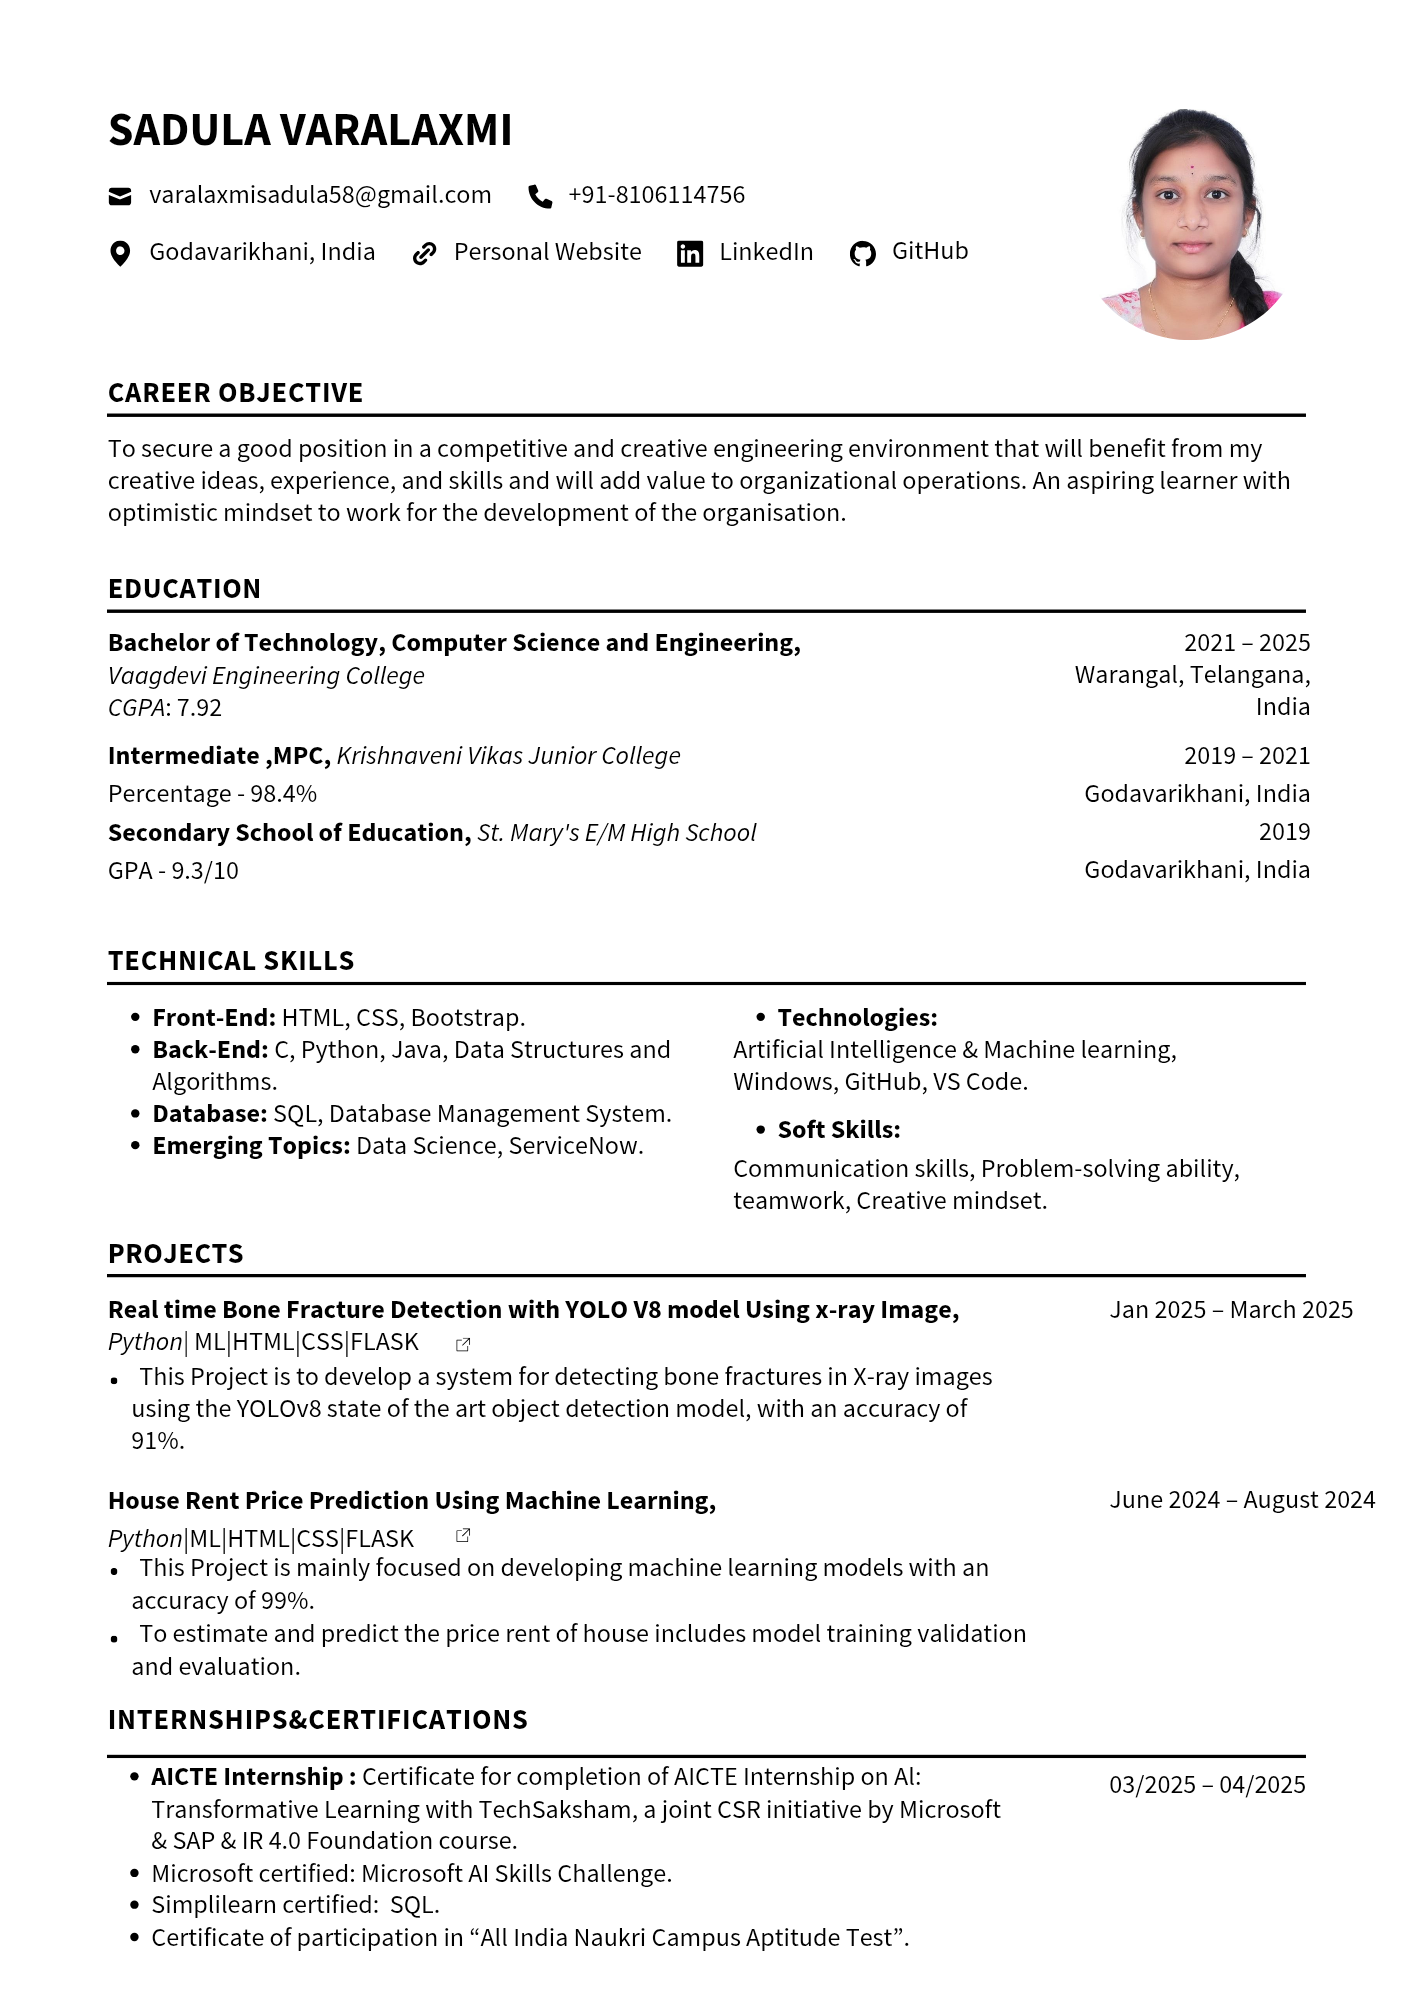 SADULA VARALAXMI
varalaxmisadula58@gmail.com +91-8106114756
Godavarikhani, India Personal Website LinkedIn GitHub
CAREER OBJECTIVE
To secure a good position in a competitive and creative engineering environment that will benefit from my
creative ideas, experience, and skills and will add value to organizational operations. An aspiring learner with
optimistic mindset to work for the development of the organisation.
EDUCATION
Bachelor of Technology, Computer Science and Engineering, 2021 – 2025
Vaagdevi Engineering College Warangal, Telangana,
CGPA: 7.92 India
Intermediate ,MPC, Krishnaveni Vikas Junior College 2019 – 2021
Percentage - 98.4% Godavarikhani, India
Secondary School of Education, St. Mary's E/M High School 2019
GPA - 9.3/10 Godavarikhani, India
TECHNICAL SKILLS
• Front-End: HTML, CSS, Bootstrap.
• Back-End: C, Python, Java, Data Structures and
Algorithms.
• Database: SQL, Database Management System.
• Emerging Topics: Data Science, ServiceNow.
• Technologies:
Artificial Intelligence & Machine learning,
Windows, GitHub, VS Code.
• Soft Skills:
Communication skills, Problem-solving ability,
teamwork, Creative mindset.
PROJECTS
Real time Bone Fracture Detection with YOLO V8 model Using x-ray Image, Jan 2025 – March 2025
Python| ML|HTML|CSS|FLASK
• This Project is to develop a system for detecting bone fractures in X-ray images
using the YOLOv8 state of the art object detection model, with an accuracy of
91%.
House Rent Price Prediction Using Machine Learning, June 2024 – August 2024
Python|ML|HTML|CSS|FLASK
• This Project is mainly focused on developing machine learning models with an
accuracy of 99%.
• To estimate and predict the price rent of house includes model training validation
and evaluation.
INTERNSHIPS&CERTIFICATIONS
• AICTE Internship : Certificate for completion of AICTE Internship on Al: 03/2025 – 04/2025
Transformative Learning with TechSaksham, a joint CSR initiative by Microsoft
& SAP & IR 4.0 Foundation course.
• Microsoft certified: Microsoft AI Skills Challenge.
• Simplilearn certified:  SQL.
• Certificate of participation in “All India Naukri Campus Aptitude Test”.